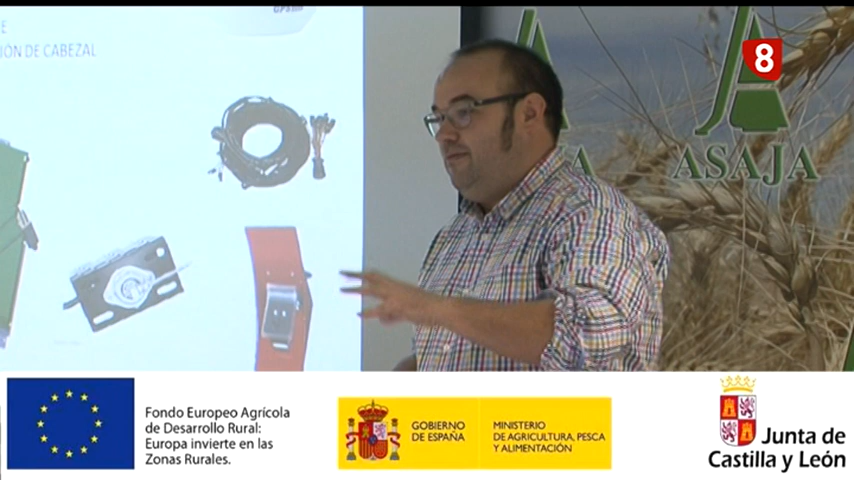 E
IÓN DE CABEZAL
8
ASAJA
Fondo Europeo Agrícola
de Desarrollo Rural:
Europa invierte en las
Zonas Rurales.
GOBIERNO
DE ESPAÑA
MINISTERIO
DE AGRICULTURA, PESCA
Y ALIMENTACIÓN
Junta de
Castilla y León